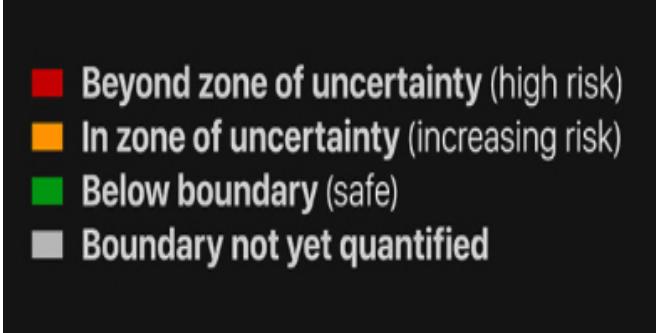 Beyond zone of uncertainty (high risk)
In zone of uncertainty (increasing risk)
Below boundary (safe)
Boundary not yet quantified